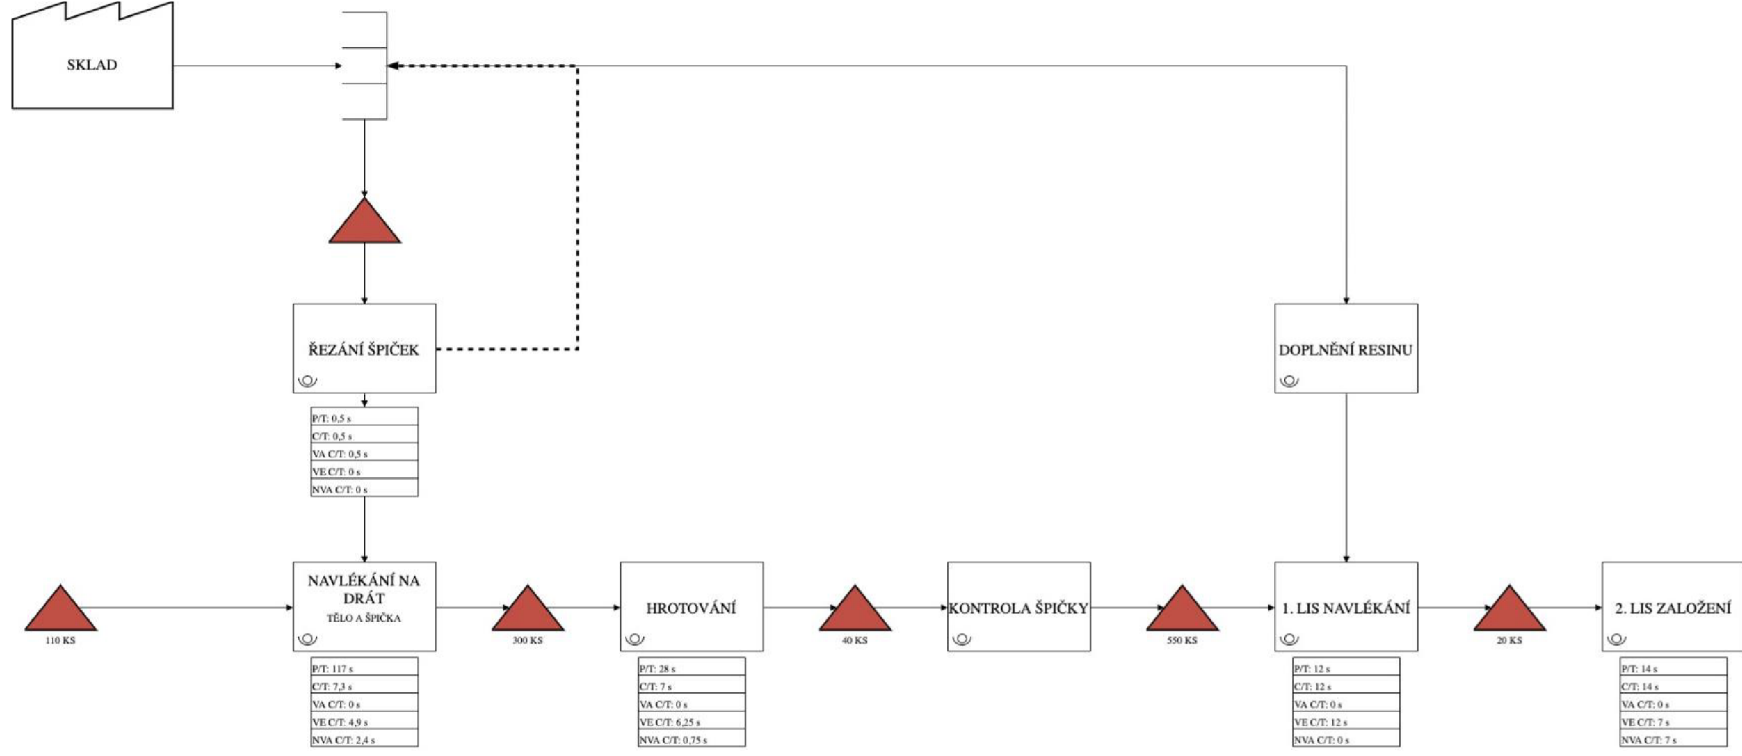 SKLAD
ŘEZÁNÍ ŠPIČEK
DOPLNĚNÍ RESINU
P/T: 0,5 s
C/T: 0,5 s
VA C/T: 0,5 s
VE C/T: 0 s
NVA C/T: 0 s
110 KS
NAVLÉKÁNÍ NA
DRÁT
TĚLO A ŠPIČKA
300 KS
HROTOVÁNÍ
40 KS
KONTROLA ŠPIČKY
550 KS
1. LIS NAVLÉKÁNÍ
20 KS
2. LIS ZALOŽENÍ
P/T: 117 s
C/T: 7,3 s
VA C/T: 0 s
VE C/T: 4,9 s
NVA C/T: 2,4 s
P/T: 28 s
C/T: 7 s
VA C/T: 0 s
VE C/T: 6,25 s
NVA C/T: 0,75 s
P/T: 12 s
C/T: 12 s
VA C/T: 0 s
VE C/T: 12 s
NVA C/T: 0 s
P/T: 14 s
C/T: 14 s
VA C/T: 0 s
VE C/T: 7 s
NVA C/T: 7 s